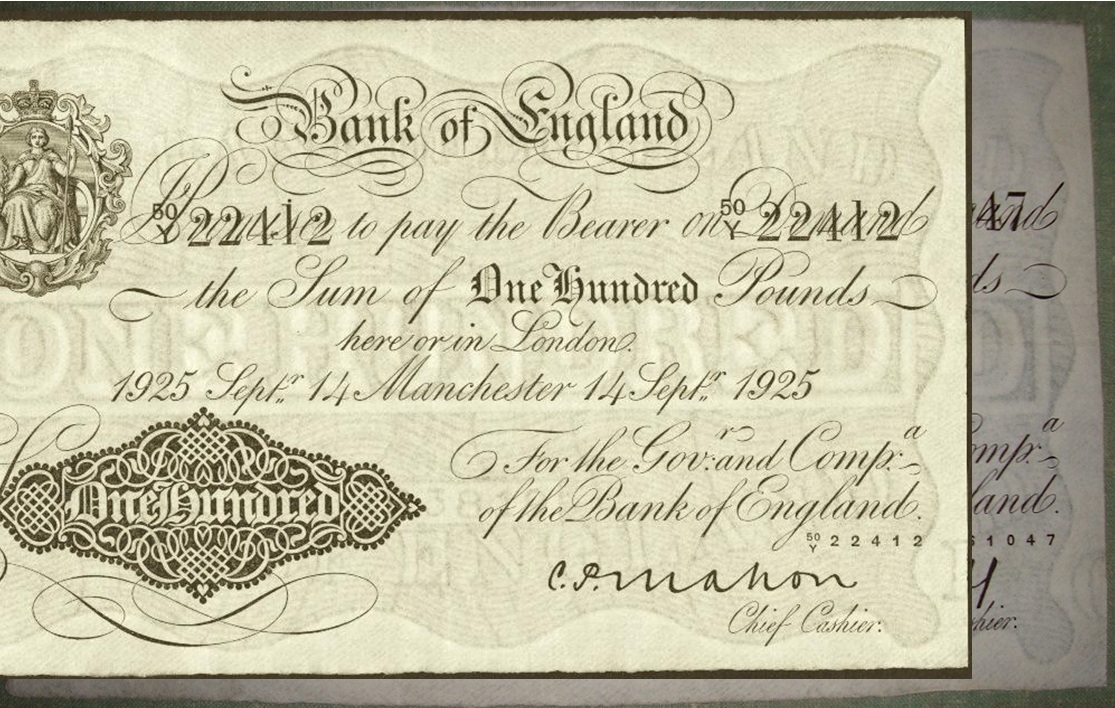 Bank of England
50 Y 22412 to pay the Bearer on Demand 50 Y 22412
the Sum of One Hundred Pounds
here or in London.
1925 Septr. 14 Manchester 14 Septr. 1925
For the Govr: and Compa:
of the Bank of England.
One Hundred
50 Y 22412
C. P. Mahon
Chief Cashier.
47
1047